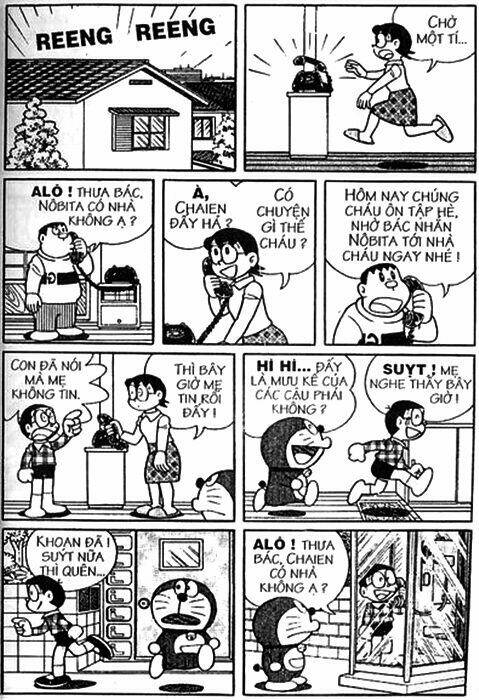 REENG REENG
CHỜ
MỘT TÍ...
ALÔ ! THƯA BÁC,
NÔBITA CÓ NHÀ
KHÔNG Ạ ?
À,
CHAIEN
ĐẤY HẢ ?
CÓ
CHUYỆN
GÌ THẾ
CHÁU ?
HÔM NAY CHÚNG
CHÁU ÔN TẬP HÈ,
NHỜ BÁC NHẮN
NÔBITA TỚI NHÀ
CHÁU NGAY NHÉ !
CON ĐÃ NÓI
MÀ MẸ
KHÔNG TIN.
THÌ BÂY
GIỜ MẸ
TIN RỒI
ĐẤY !
HÌ HÌ... ĐẤY
LÀ MƯU KẾ CỦA
CÁC CẬU PHẢI
KHÔNG ?
SUỴT ! MẸ
NGHE THẤY BÂY
GIỜ !
KHOAN ĐÃ !
SUÝT NỮA
THÌ QUÊN...
ALÔ ! THƯA
BÁC, CHAIEN
CÓ NHÀ
KHÔNG Ạ ?